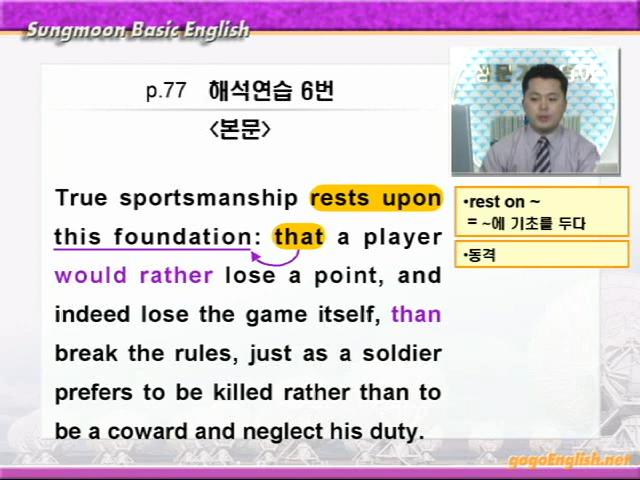 Sungmoon Basic English
p.77 해석연습 6번
<본문>
True sportsmanship rests upon
this foundation: that a player
would rather lose a point, and
indeed lose the game itself, than
break the rules, just as a soldier
prefers to be killed rather than to
be a coward and neglect his duty.
•rest on ~
= ~에 기초를 두다
•동격
gogoEnglish.net